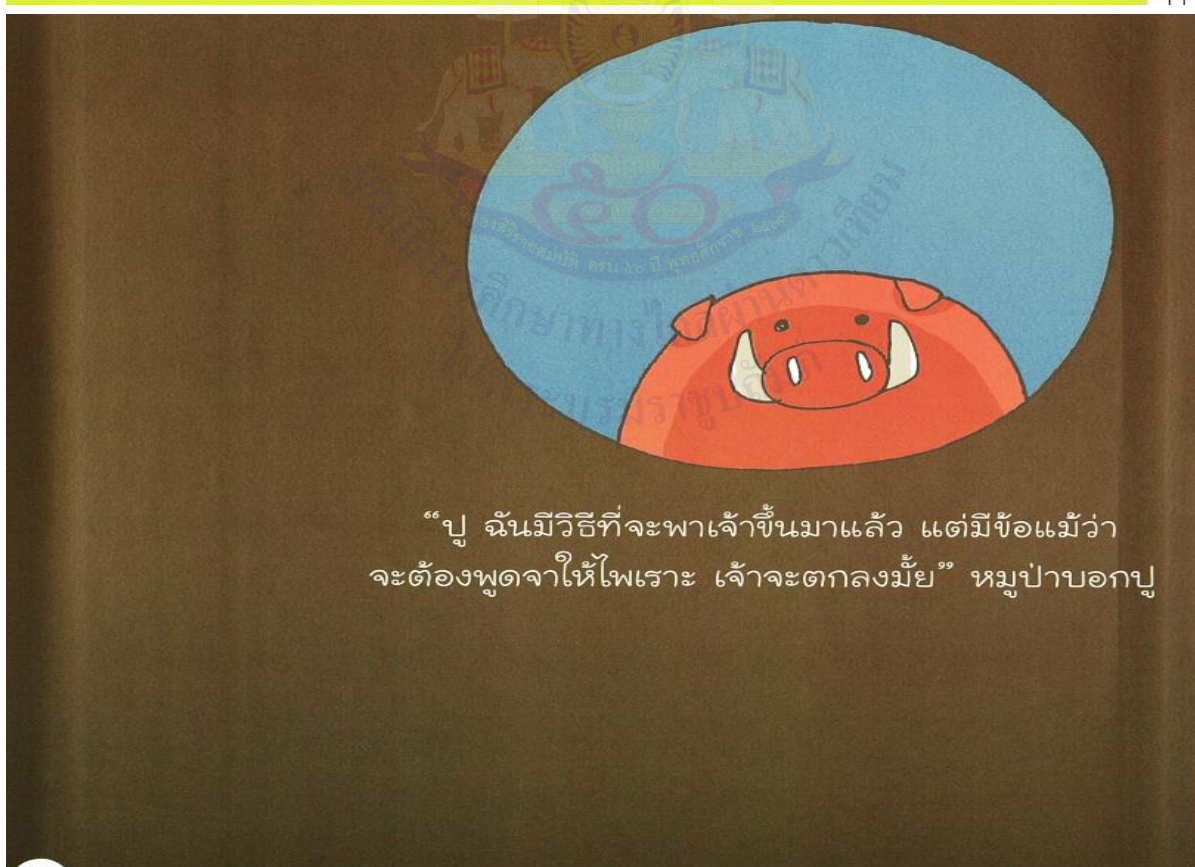 ๕๐
“ปู ฉันมีวิธีที่จะพาเจ้าขึ้นมาแล้ว แต่มีข้อแม้ว่า
จะต้องพูดจาให้ไพเราะ เจ้าจะตกลงมั้ย” หมูป่าบอกปู